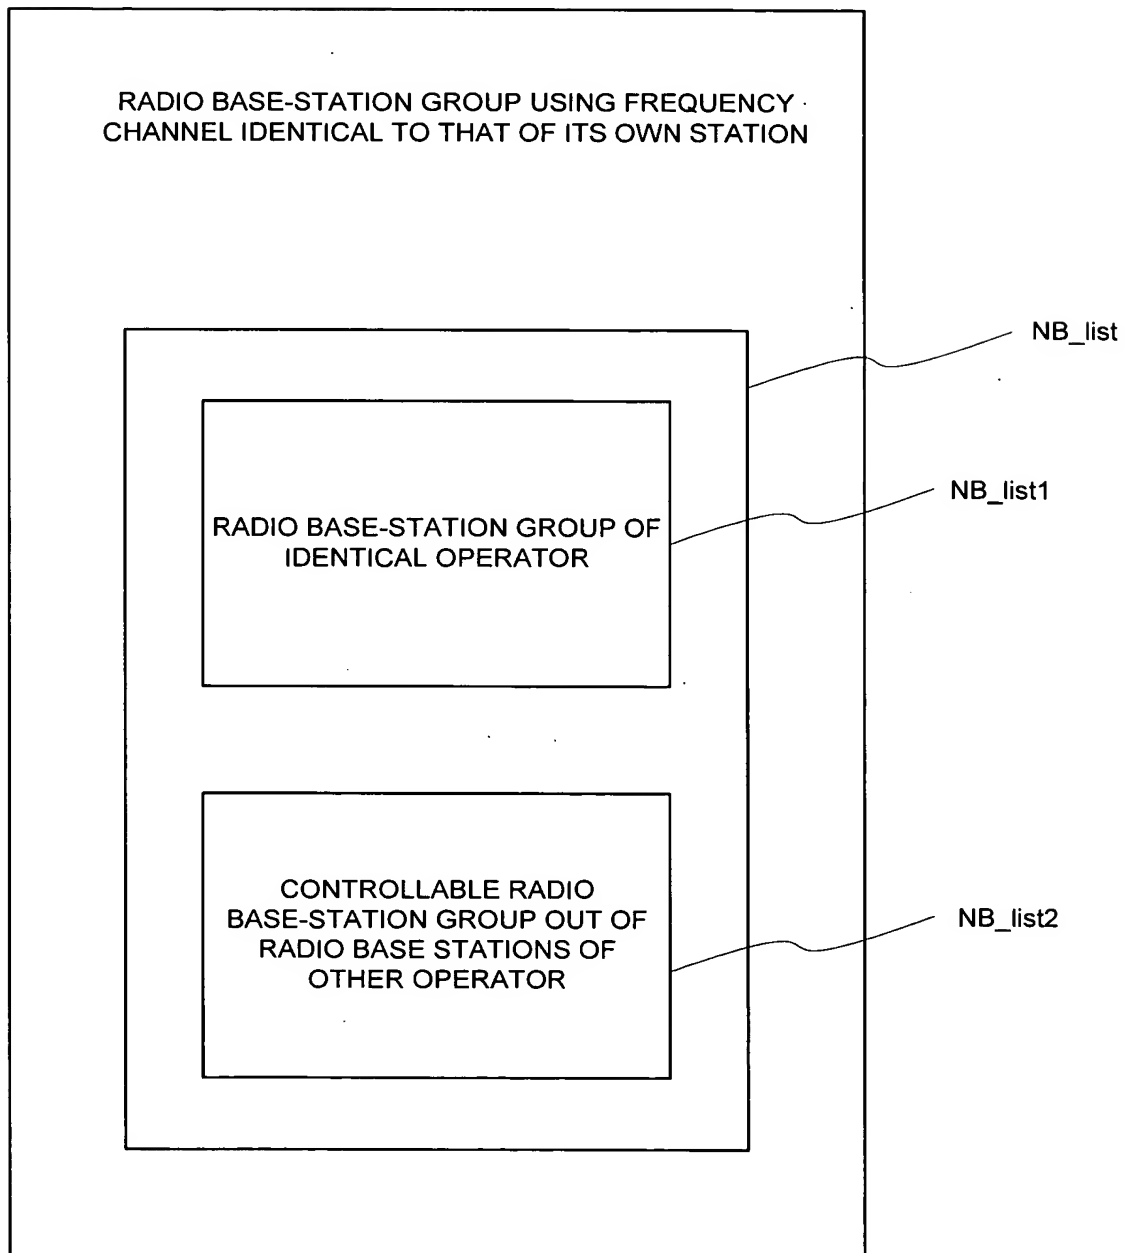 RADIO BASE-STATION GROUP USING FREQUENCY
CHANNEL IDENTICAL TO THAT OF ITS OWN STATION
NB_list
RADIO BASE-STATION GROUP OF
IDENTICAL OPERATOR
NB_list1
CONTROLLABLE RADIO
BASE-STATION GROUP OUT OF
RADIO BASE STATIONS OF
OTHER OPERATOR
NB_list2